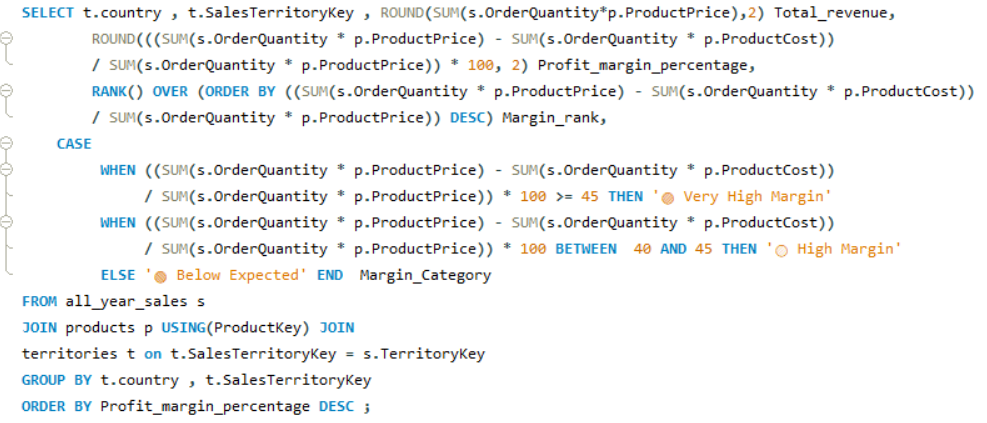 SELECT t.country , t.SalesTerritoryKey , ROUND(SUM(s.OrderQuantity*p.ProductPrice),2) Total_revenue,
ROUND(((SUM(s.OrderQuantity * p.ProductPrice) - SUM(s.OrderQuantity * p.ProductCost))
/ SUM(s.OrderQuantity * p.ProductPrice)) * 100, 2) Profit_margin_percentage,
RANK() OVER (ORDER BY ((SUM(s.OrderQuantity * p.ProductPrice) - SUM(s.OrderQuantity * p.ProductCost))
/ SUM(s.OrderQuantity * p.ProductPrice)) DESC) Margin_rank,
CASE
WHEN ((SUM(s.OrderQuantity * p.ProductPrice) - SUM(s.OrderQuantity * p.ProductCost))
/ SUM(s.OrderQuantity * p.ProductPrice)) * 100 >= 45 THEN '● Very High Margin'
WHEN ((SUM(s.OrderQuantity * p.ProductPrice) - SUM(s.OrderQuantity * p.ProductCost))
/ SUM(s.OrderQuantity * p.ProductPrice)) * 100 BETWEEN  40 AND 45 THEN '○ High Margin'
ELSE '● Below Expected' END  Margin_Category
FROM all_year_sales s
JOIN products p USING(ProductKey) JOIN
territories t on t.SalesTerritoryKey = s.TerritoryKey
GROUP BY t.country , t.SalesTerritoryKey
ORDER BY Profit_margin_percentage DESC ;